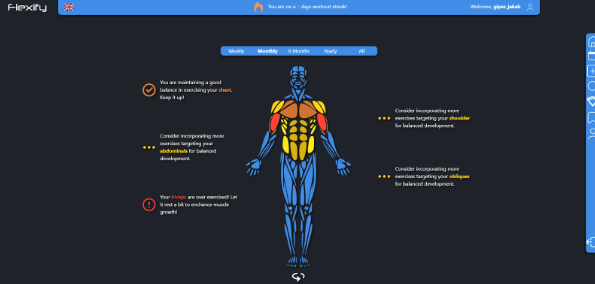 Flexify
You are on a days workout streak!
Welcome, gipez_jakub
Weekly Monthly 6 Months Yearly All
You are maintaining a good
balance in exercising your chest.
Keep it up!
Consider incorporating more
exercises targeting your shoulder
for balanced development.
Consider incorporating more
exercises targeting your
abdominals for balanced
development.
Consider incorporating more
exercises targeting your obliques
for balanced development.
Your triceps are over exercised! Let
it rest a bit to enchance muscle
growth!